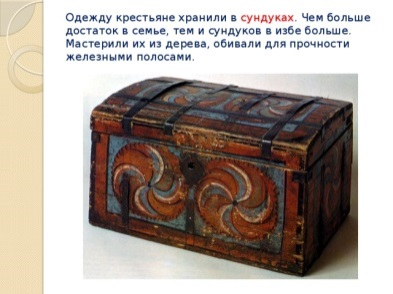 Одежду крестьяне хранили в сундуках. Чем больше
достаток в семье, тем и сундуков в избе больше.
Мастерили их из дерева, обивали для прочности
железными полосами.